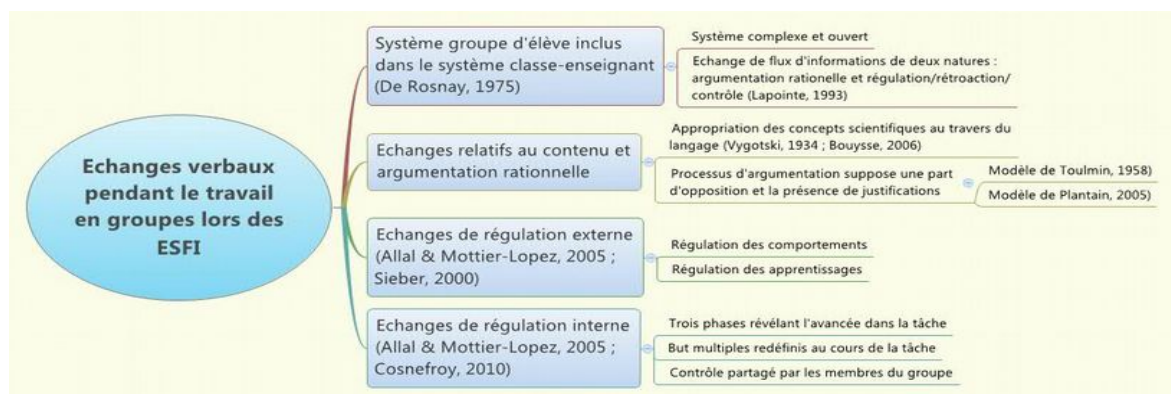 Echanges verbaux
pendant le travail
en groupes lors des
ESFI
Système groupe d'élève inclus
dans le système classe-enseignant
(De Rosnay, 1975)
Système complexe et ouvert
Echange de flux d'informations de deux natures :
argumentation rationelle et régulation/rétroaction/
contrôle (Lapointe, 1993)
Echanges relatifs au contenu et
argumentation rationnelle
Appropriation des concepts scientifiques au travers du
langage (Vygotski, 1934 ; Bouysse, 2006)
Processus d'argumentation suppose une part
d'opposition et la présence de justifications
Modèle de Toulmin, 1958)
Modèle de Plantain, 2005)
Echanges de régulation externe
(Allal & Mottier-Lopez, 2005 ;
Sieber, 2000)
Régulation des comportements
Régulation des apprentissages
Echanges de régulation interne
(Allal & Mottier-Lopez, 2005 ;
Cosnefroy, 2010)
Trois phases révélant l'avancée dans la tâche
But multiples redéfinis au cours de la tâche
Contrôle partagé par les membres du groupe